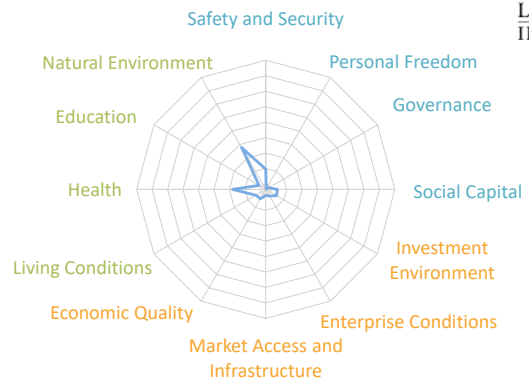 Safety and Security
Natural Environment
Personal Freedom
Education
Governance
Health
Social Capital
Living Conditions
Investment
Environment
Economic Quality
Enterprise Conditions
Market Access and
Infrastructure